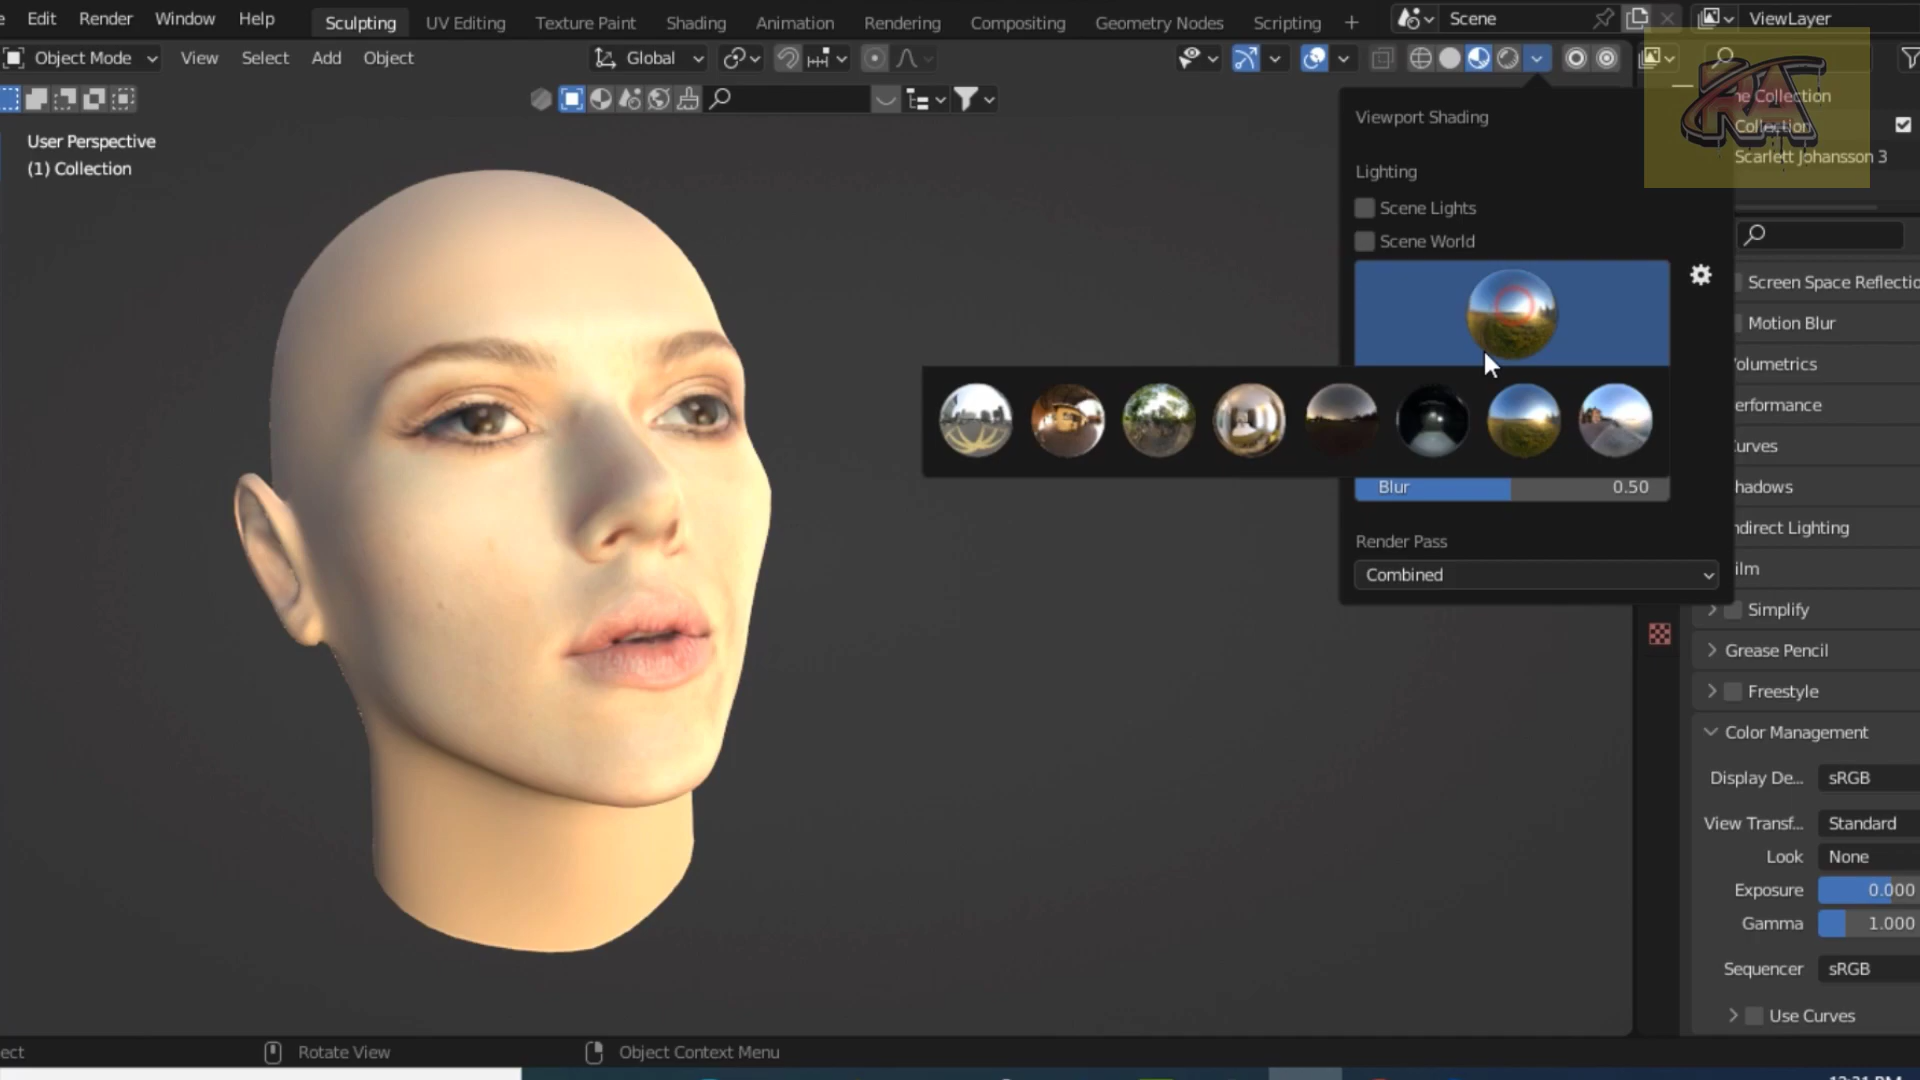 Edit Render Window Help Sculpting UV Editing Texture Paint Shading Animation Rendering Compositing Geometry Nodes Scripting + Scene ViewLayer
Object Mode View Select Add Object Global
User Perspective
(1) Collection
Viewport Shading
Lighting
Scene Lights
Scene World
Blur 0.50
Render Pass
Combined
RA
ne Collection
Collection
Scarlett Johansson 3
Screen Space Reflectio
Motion Blur
olumetrics
erformance
urves
hadows
ndirect Lighting
ilm
Simplify
Grease Pencil
Freestyle
Color Management
Display De... sRGB
View Transf... Standard
Look None
Exposure 0.000
Gamma 1.000
Sequencer sRGB
Use Curves
ect Rotate View Object Context Menu